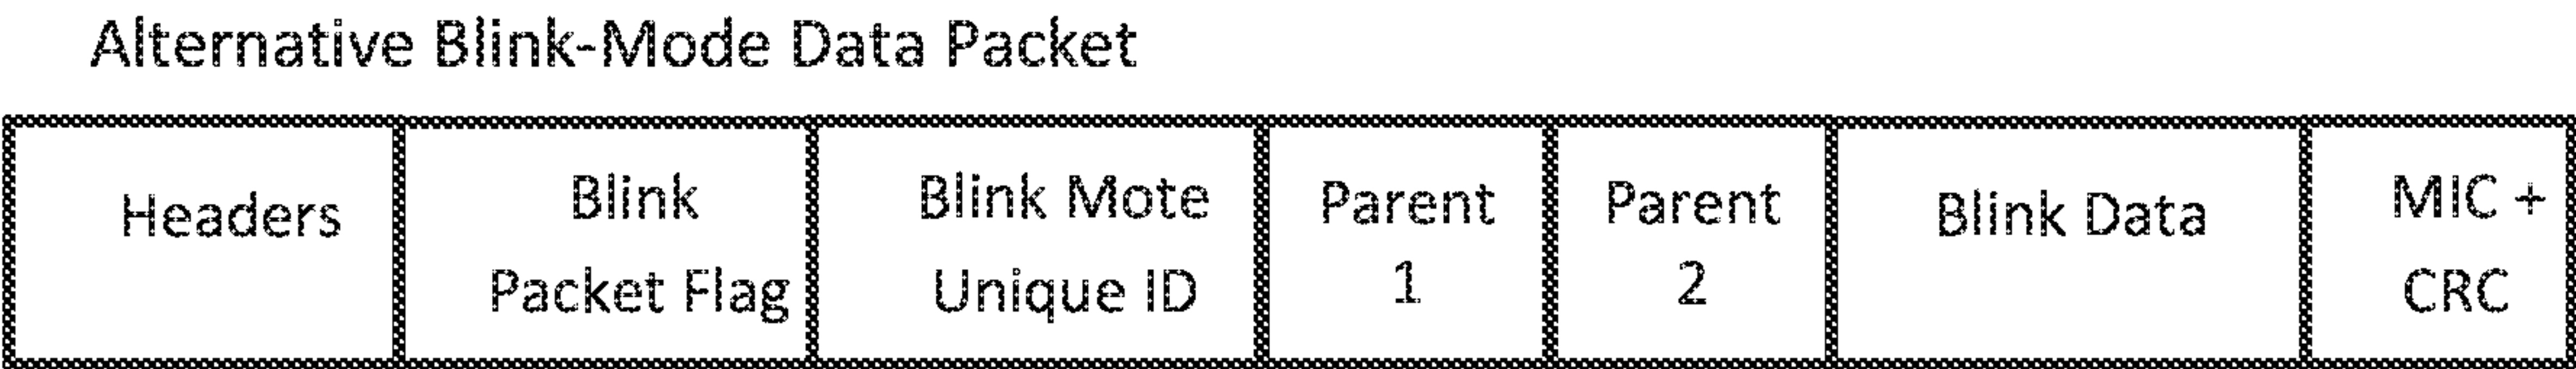 Alternative Blink-Mode Data Packet
Headers
Blink
Packet Flag
Blink Mote
Unique ID
Parent
1
Parent
2
Blink Data
MIC +
CRC